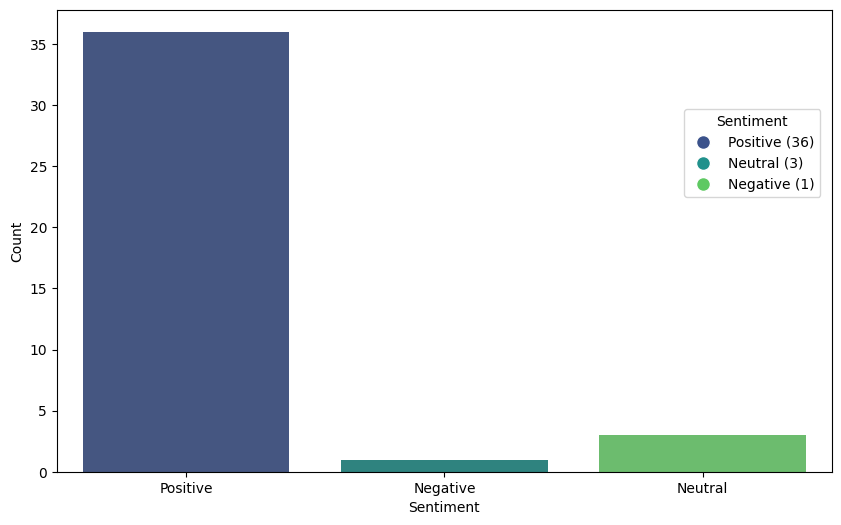 35
30
25
20
15
10
5
0
Count
Positive
Negative
Neutral
Sentiment
Sentiment
Positive (36)
Neutral (3)
Negative (1)